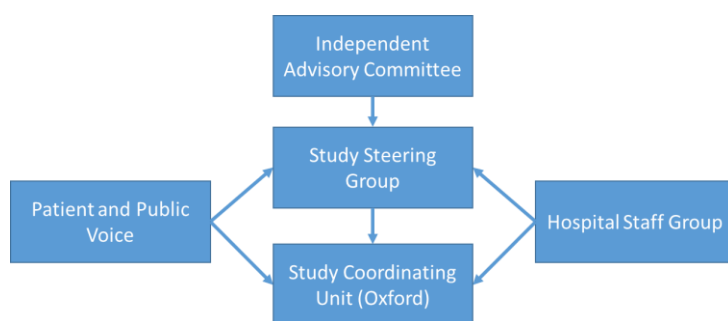 Independent
Advisory Committee
Study Steering
Group
Patient and Public
Voice
Hospital Staff Group
Study Coordinating
Unit (Oxford)